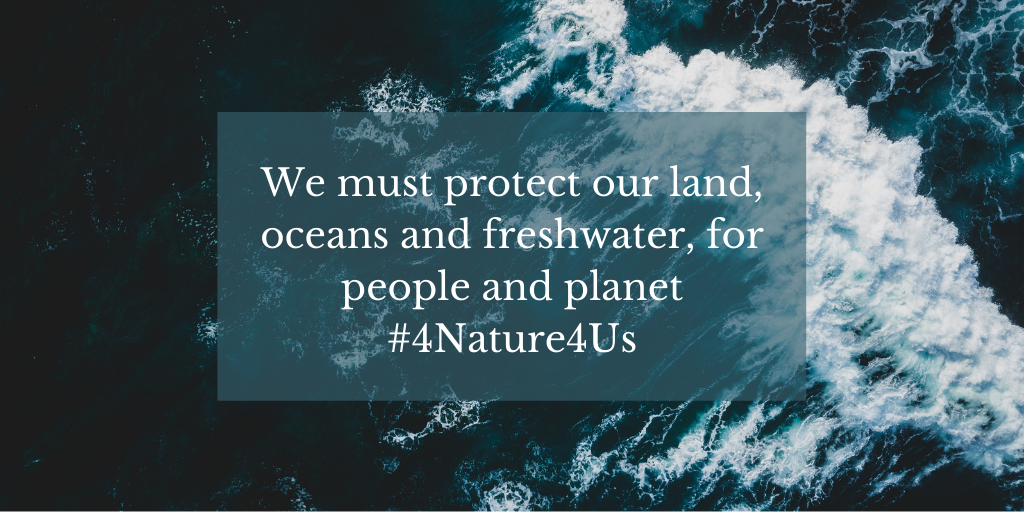 We must protect our land,
oceans and freshwater, for
people and planet
#4Nature4Us